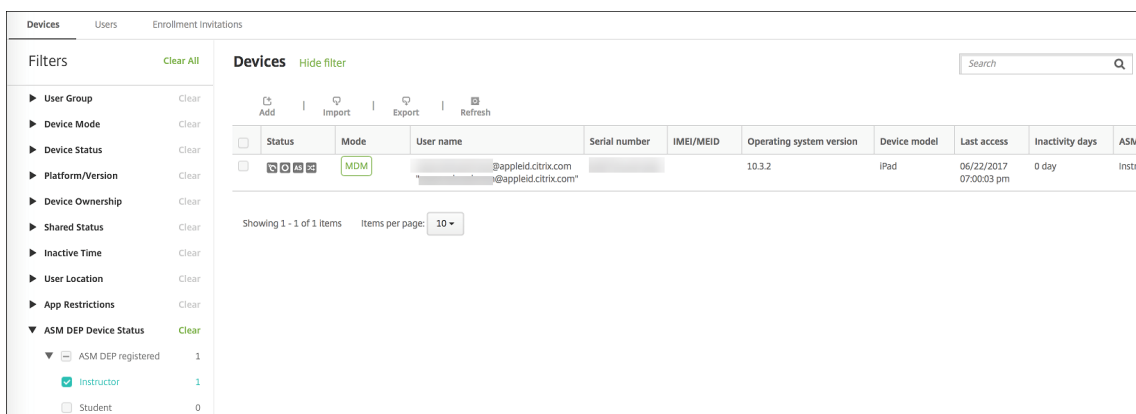 Devices Users Enrollment Invitations
Filters Clear All
User Group Clear
Device Mode Clear
Device Status Clear
Platform/Version Clear
Device Ownership Clear
Shared Status Clear
Inactive Time Clear
User Location Clear
App Restrictions Clear
ASM DEP Device Status Clear
ASM DEP registered 1
Instructor 1
Student 0
Devices Hide filter
Search
Add | Import | Export | Refresh
Status Mode User name Serial number IMEI/MEID Operating system version Device model Last access Inactivity days ASM
MDM @appleid.citrix.com 10.3.2 iPad 06/22/2017 0 day Instr
" @appleid.citrix.com" 07:00:03 pm
Showing 1 - 1 of 1 items Items per page: 10